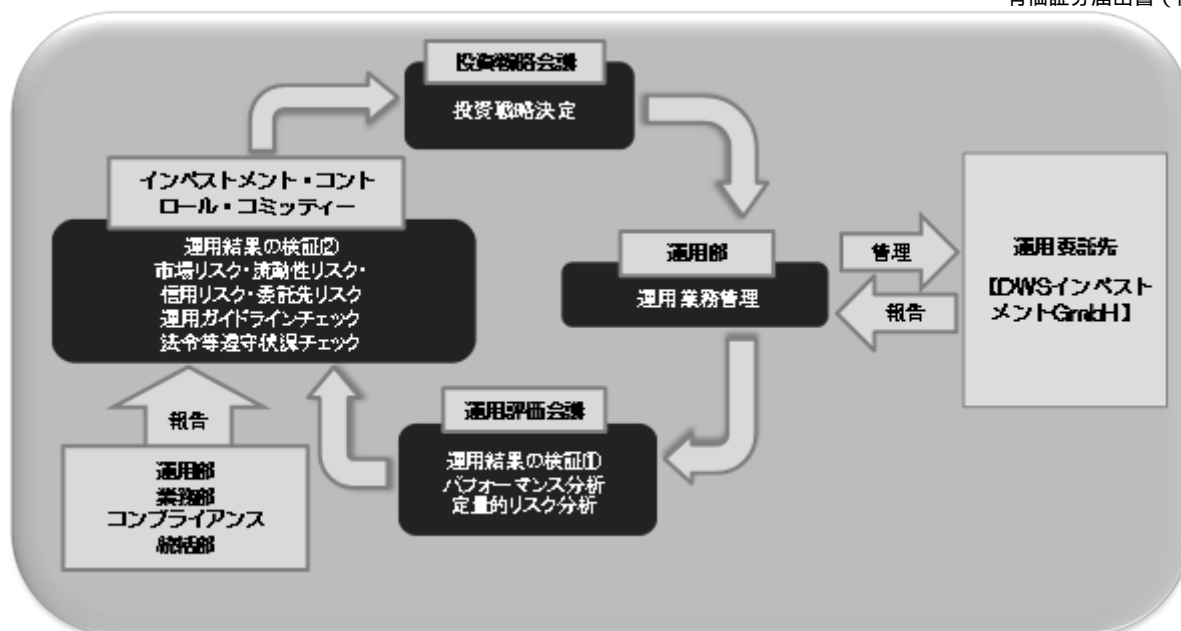 投資戦略会議
投資戦略決定
インベストメント・コント
ロール・コミッティー
運用結果の検証②
市場リスク・流動性リスク・
信用リスク・委託先リスク
運用ガイドラインチェック
法令等遵守状況チェック
運用部
運用業務管理
管理
報告
運用委託先
【DWSインベスト
メントGmbH】
運用評価会議
運用結果の検証①
パフォーマンス分析
定量的リスク分析
報告
運用部
業務部
コンプライアンス
統括部